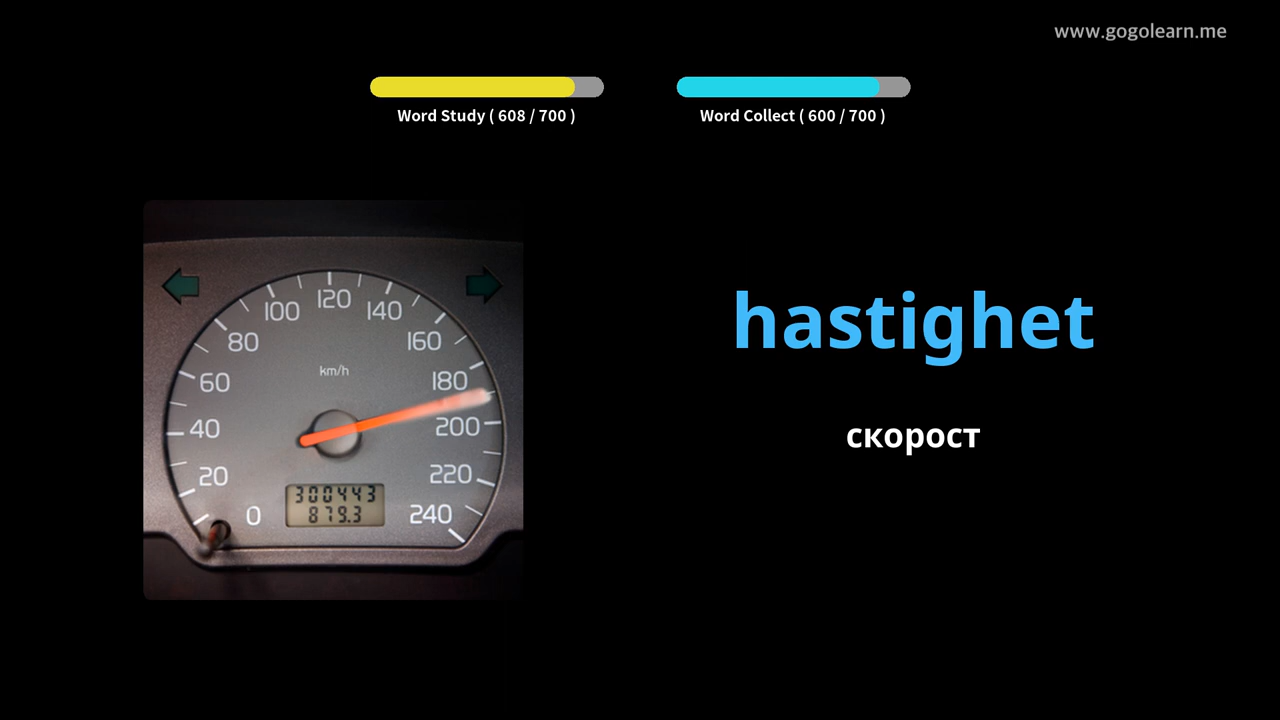 www.gogolearn.me
Word Study ( 608 / 700 )
Word Collect ( 600 / 700 )
120
100
140
80
160
km/h
60
180
40
200
20
220
0
300443
879.3
240
hastighet
скорост